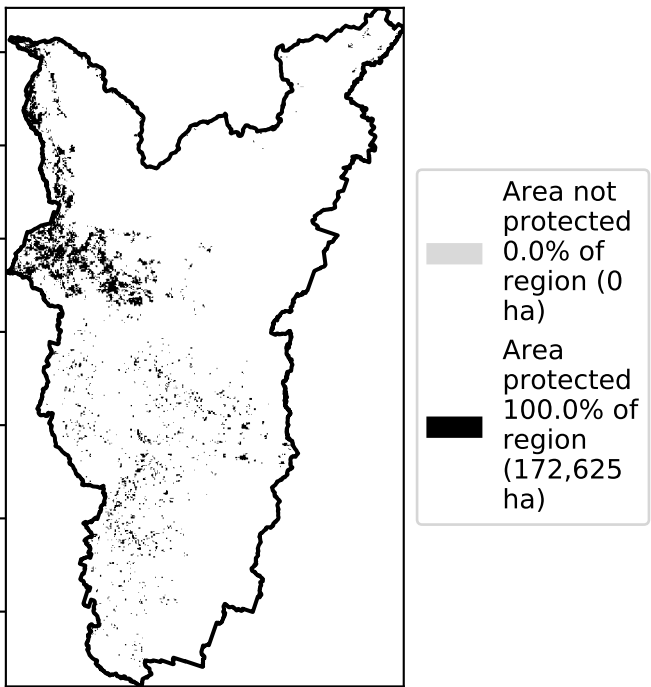 Area not
protected
0.0% of
region (0
ha)
Area
protected
100.0% of
region
(172,625
ha)